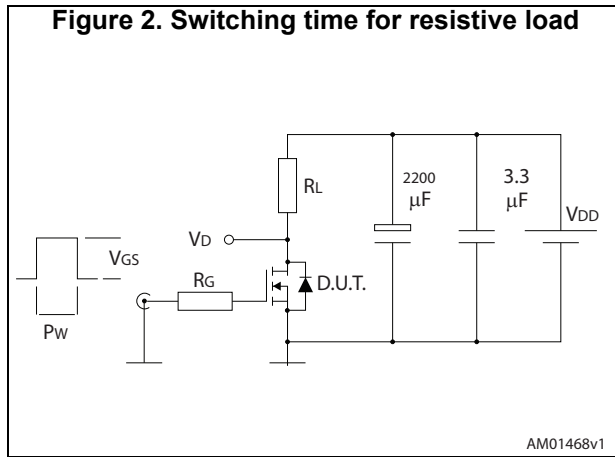 Figure 2. Switching time for resistive load
RL
2200
μF
3.3
μF
VDD
VD
VGS
RG
D.U.T.
PW
AM01468v1